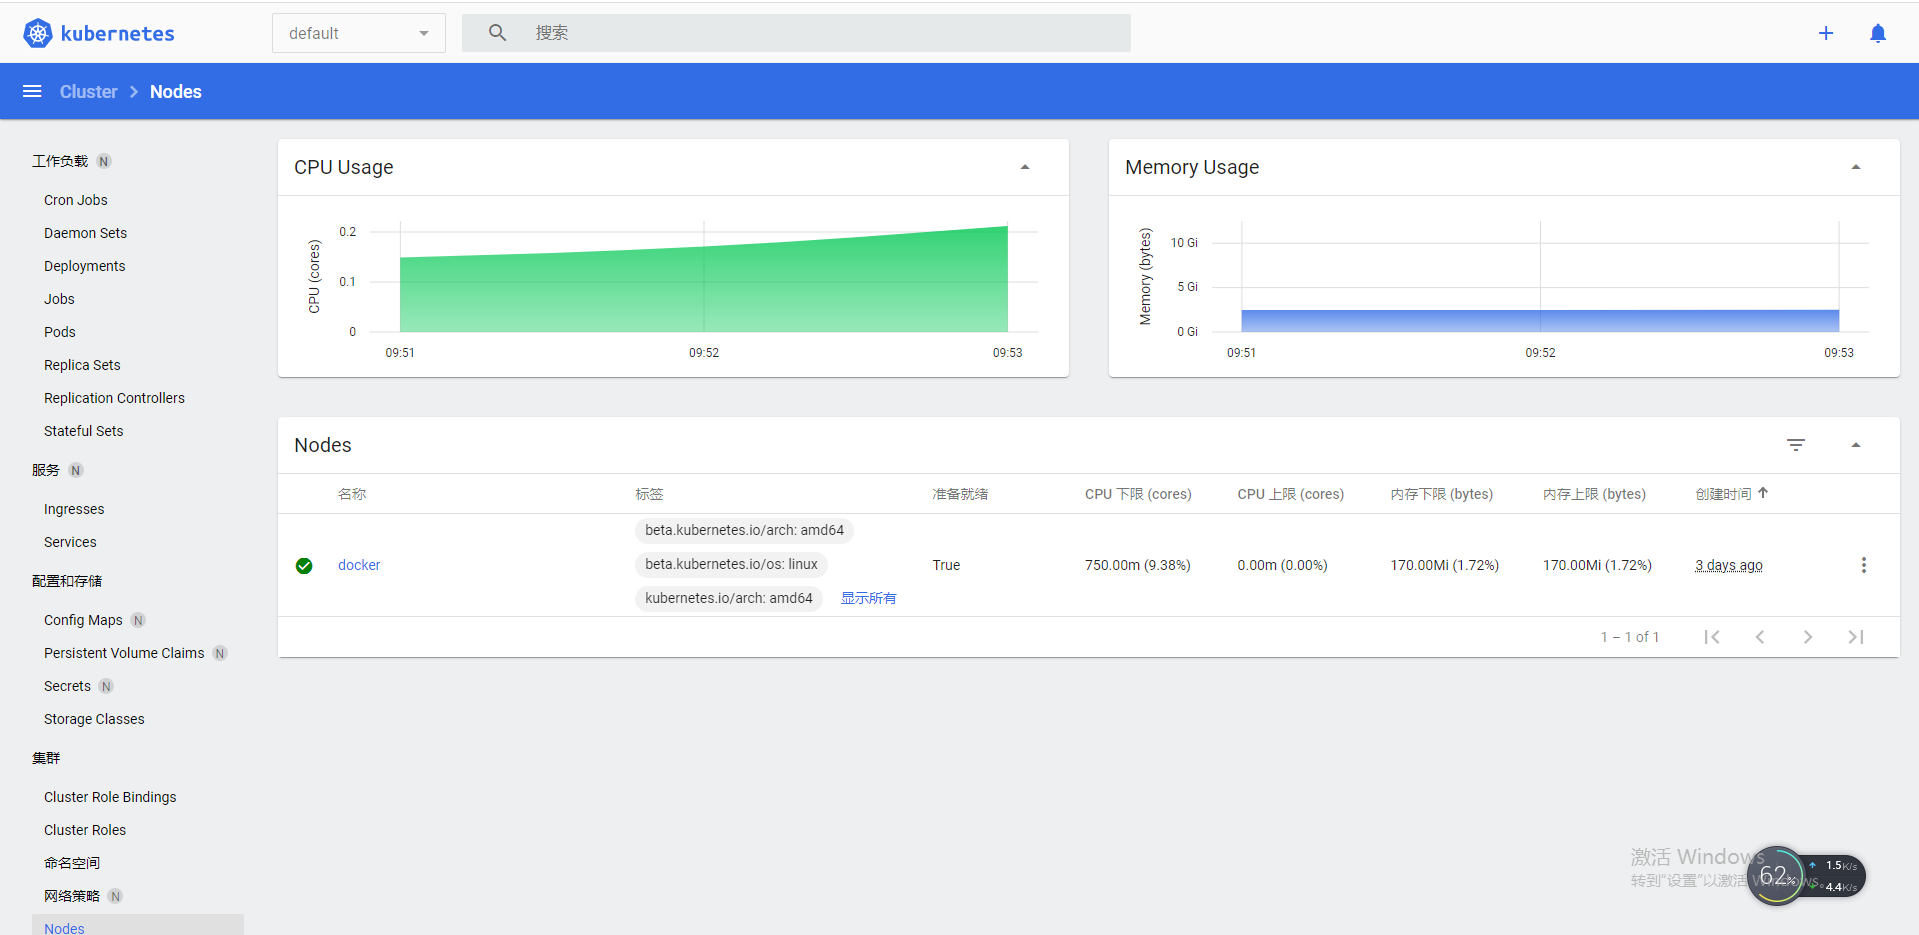 kubernetes
default
搜索
Cluster
Nodes
工作负载 N
Cron Jobs
Daemon Sets
Deployments
Jobs
Pods
Replica Sets
Replication Controllers
Stateful Sets
服务 N
Ingresses
Services
配置和存储
Config Maps N
Persistent Volume Claims N
Secrets N
Storage Classes
集群
Cluster Role Bindings
Cluster Roles
命名空间
网络策略 N
Nodes
CPU Usage
CPU (cores)
0.2
0.1
0
09:51 09:52 09:53
Memory Usage
Memory (bytes)
10 Gi
5 Gi
0 Gi
09:51 09:52 09:53
Nodes
名称 标签 准备就绪 CPU 下限 (cores) CPU 上限 (cores) 内存下限 (bytes) 内存上限 (bytes) 创建时间
beta.kubernetes.io/arch: amd64
docker beta.kubernetes.io/os: linux True 750.00m (9.38%) 0.00m (0.00%) 170.00Mi (1.72%) 170.00Mi (1.72%) 3 days ago
kubernetes.io/arch: amd64 显示所有
1 – 1 of 1
激活 Windows
转到"设置"以激活 Windows。
62%
1.5K/s
4.4K/s